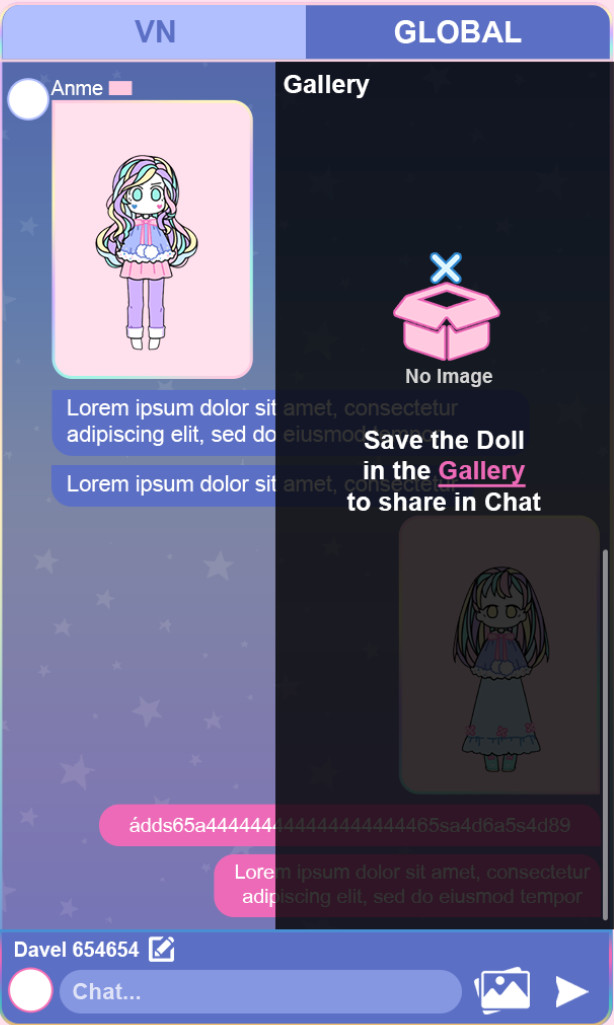 VN
GLOBAL
Anme
Gallery
No Image
Lorem ipsum dolor sit amet, consectetur
adipiscing elit, sed do eiusmod tempor
Lorem ipsum dolor sit amet, consectetur
Save the Doll
in the Gallery
to share in Chat
Lorem ipsum dolor sit amet, consectetur
adipiscing elit, sed do eiusmod tempor
Davel 654654
Chat...